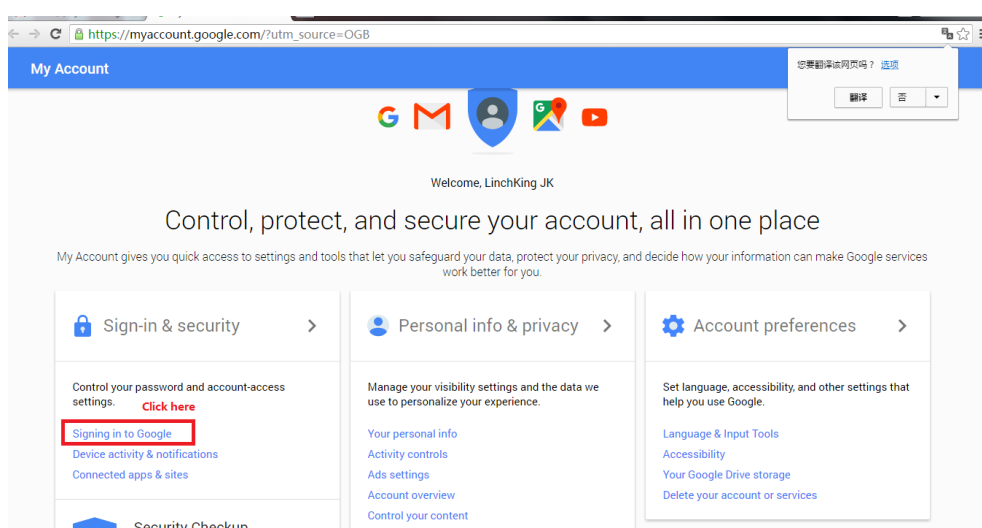 https://myaccount.google.com/?utm_source=OGB
您要翻译该网页吗？ 选项
翻译 否
My Account
Welcome, LinchKing JK
Control, protect, and secure your account, all in one place
My Account gives you quick access to settings and tools that let you safeguard your data, protect your privacy, and decide how your information can make Google services
work better for you.
Sign-in & security
Control your password and account-access
settings.
Click here
Signing in to Google
Device activity & notifications
Connected apps & sites
Security Checkup
Personal info & privacy
Manage your visibility settings and the data we
use to personalize your experience.
Your personal info
Activity controls
Ads settings
Account overview
Control your content
Account preferences
Set language, accessibility, and other settings that
help you use Google.
Language & Input Tools
Accessibility
Your Google Drive storage
Delete your account or services